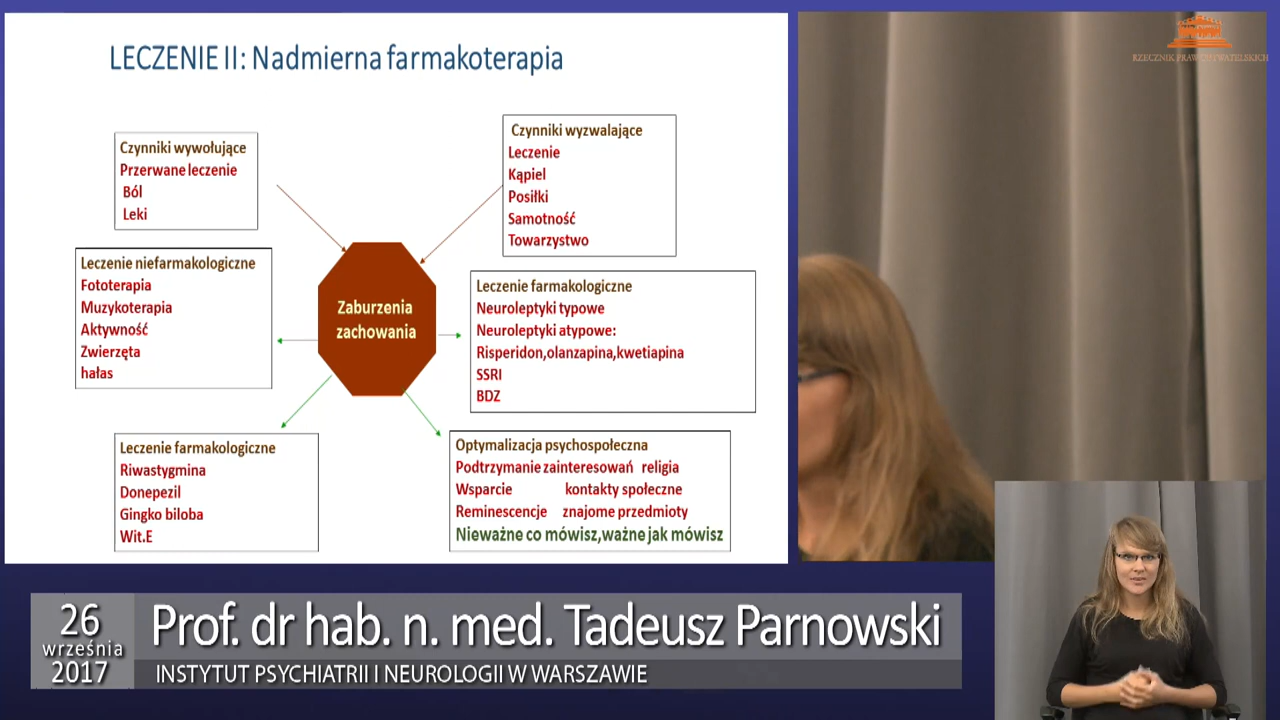 LECZENIE II: Nadmierna farmakoterapia
Czynniki wywołujące
Przerwane leczenie
Ból
Leki
Czynniki wyzwalające
Leczenie
Kąpiel
Posiłki
Samotność
Towarzystwo
Leczenie niefarmakologiczne
Fototerapia
Muzykoterapia
Aktywność
Zwierzęta
hałas
Zaburzenia
zachowania
Leczenie farmakologiczne
Neuroleptyki typowe
Neuroleptyki atypowe:
Risperidon,olanzapina,kwetiapina
SSRI
BDZ
Leczenie farmakologiczne
Riwastygmina
Donepezil
Gingko biloba
Wit.E
Optymalizacja psychospołeczna
Podtrzymanie zainteresowań religia
Wsparcie kontakty społeczne
Reminescencje znajome przedmioty
Nieważne co mówisz,ważne jak mówisz
RZECZNIK PRAW OBYWATELSKICH
26
września
2017
Prof. dr hab. n. med. Tadeusz Parnowski
INSTYTUT PSYCHIATRII I NEUROLOGII W WARSZAWIE